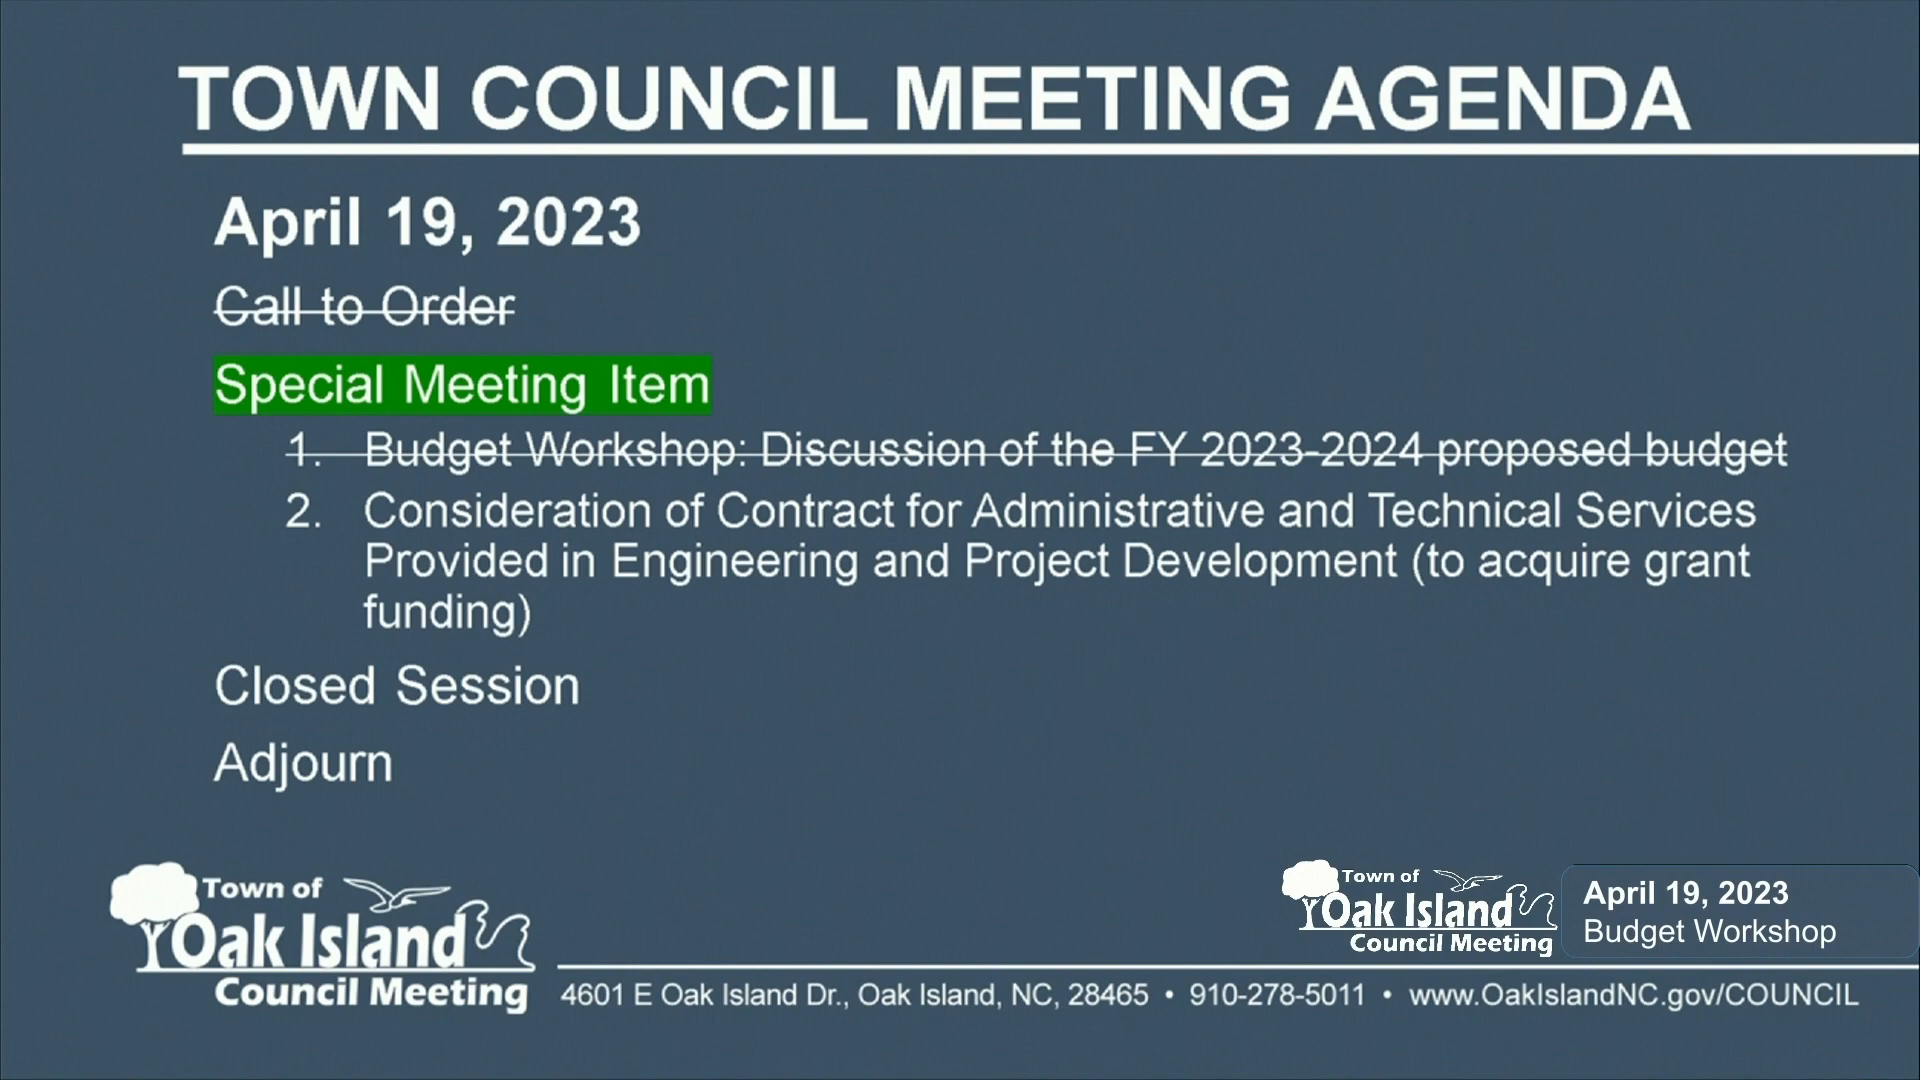 TOWN COUNCIL MEETING AGENDA
April 19, 2023
Call to Order
Special Meeting Item
1. Budget Workshop: Discussion of the FY 2023-2024 proposed budget
2. Consideration of Contract for Administrative and Technical Services
Provided in Engineering and Project Development (to acquire grant
funding)
Closed Session
Adjourn
Town of
Oak Island
Council Meeting
Town of
Oak Island
Council Meeting
April 19, 2023
Budget Workshop
4601 E Oak Island Dr., Oak Island, NC, 28465 • 910-278-5011 • www.OakIslandNC.gov/COUNCIL